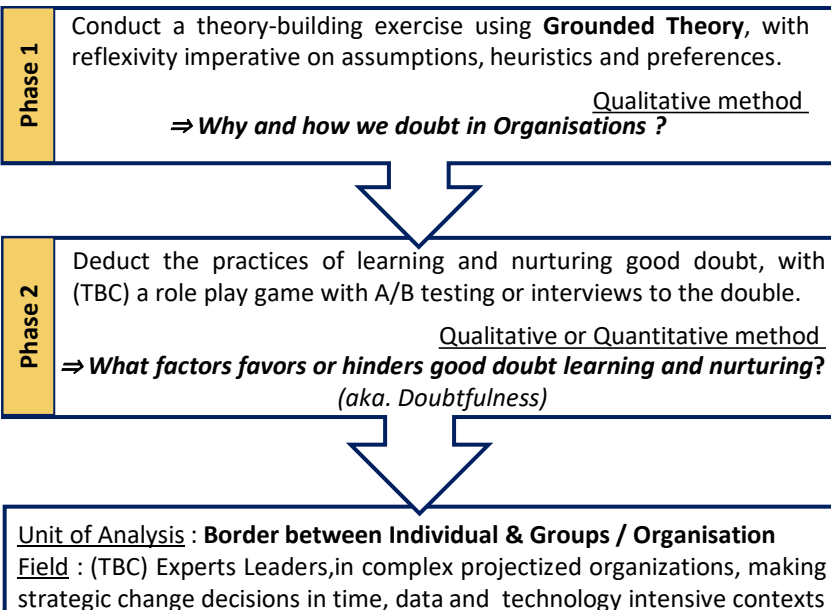 Phase 1
Conduct a theory-building exercise using Grounded Theory, with
reflexivity imperative on assumptions, heuristics and preferences.
Qualitative method
⇒ Why and how we doubt in Organisations ?
Phase 2
Deduct the practices of learning and nurturing good doubt, with
(TBC) a role play game with A/B testing or interviews to the double.
Qualitative or Quantitative method
⇒ What factors favors or hinders good doubt learning and nurturing?
(aka. Doubtfulness)
Unit of Analysis : Border between Individual & Groups / Organisation
Field : (TBC) Experts Leaders,in complex projectized organizations, making
strategic change decisions in time, data and technology intensive contexts